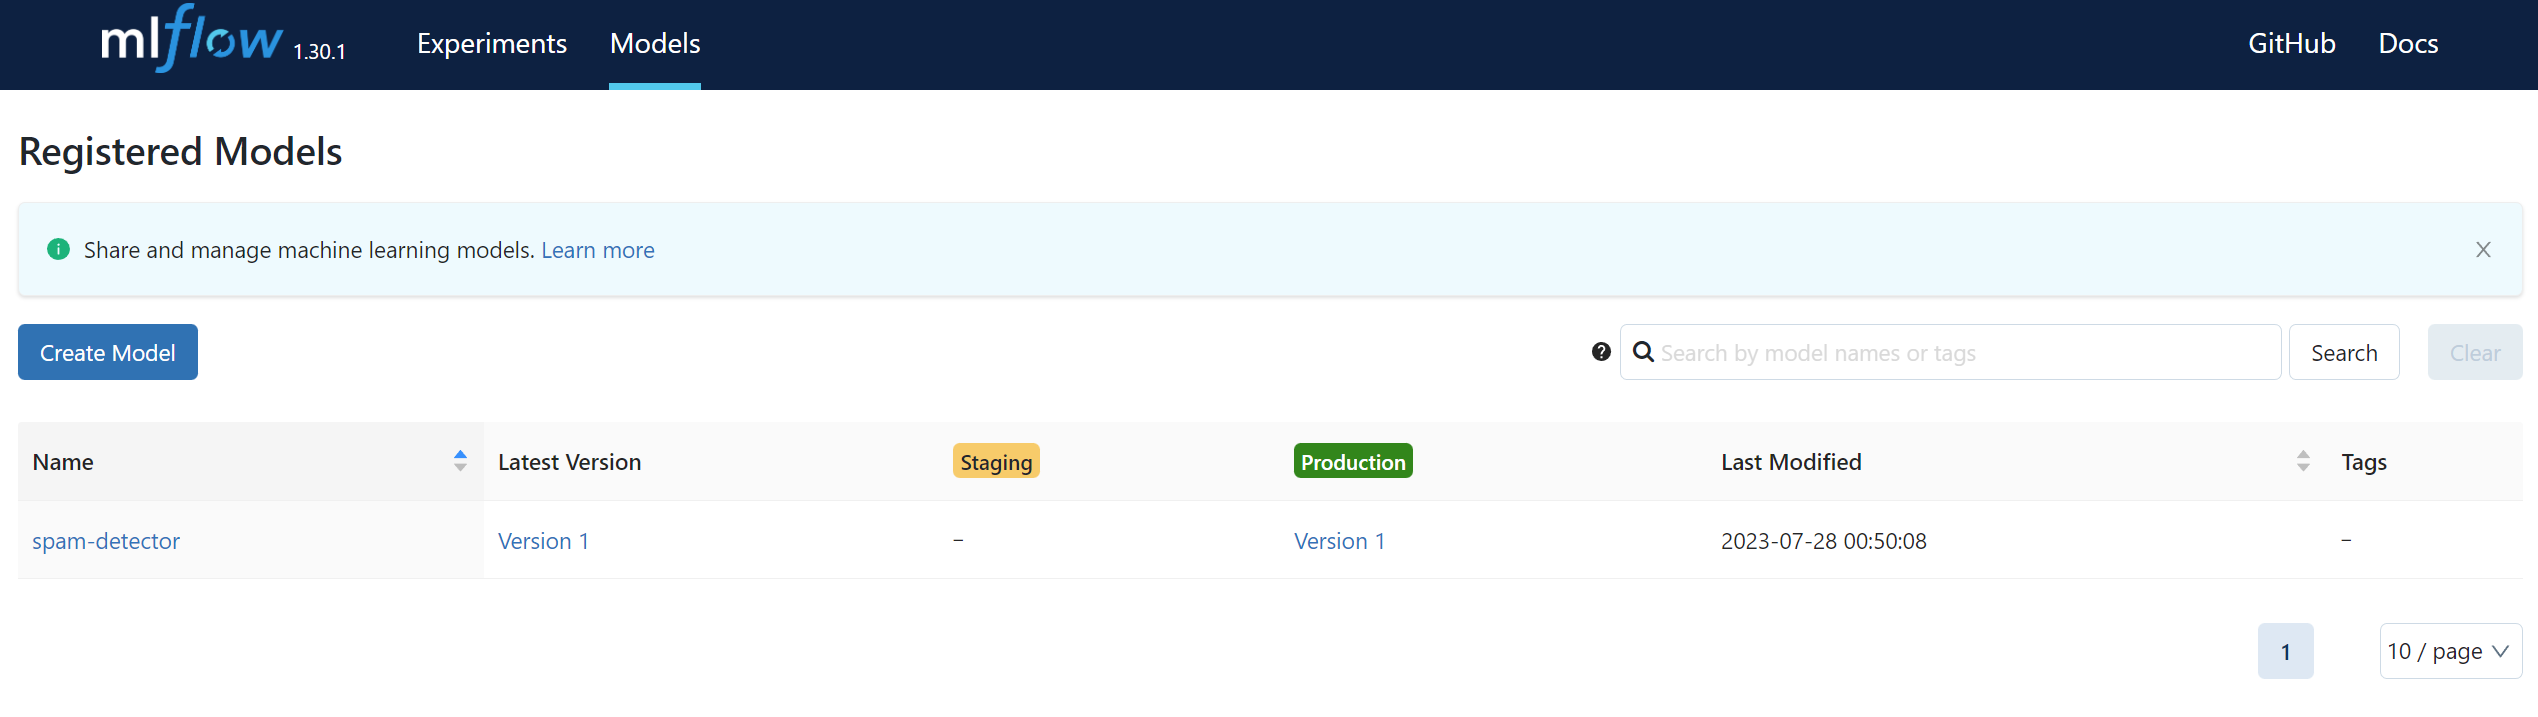 mlflow 1.30.1 Experiments Models GitHub Docs
Registered Models
Share and manage machine learning models. Learn more
Create Model Search by model names or tags Search Clear
Name Latest Version Staging Production Last Modified Tags
spam-detector Version 1 – Version 1 2023-07-28 00:50:08 –
1 10 / page